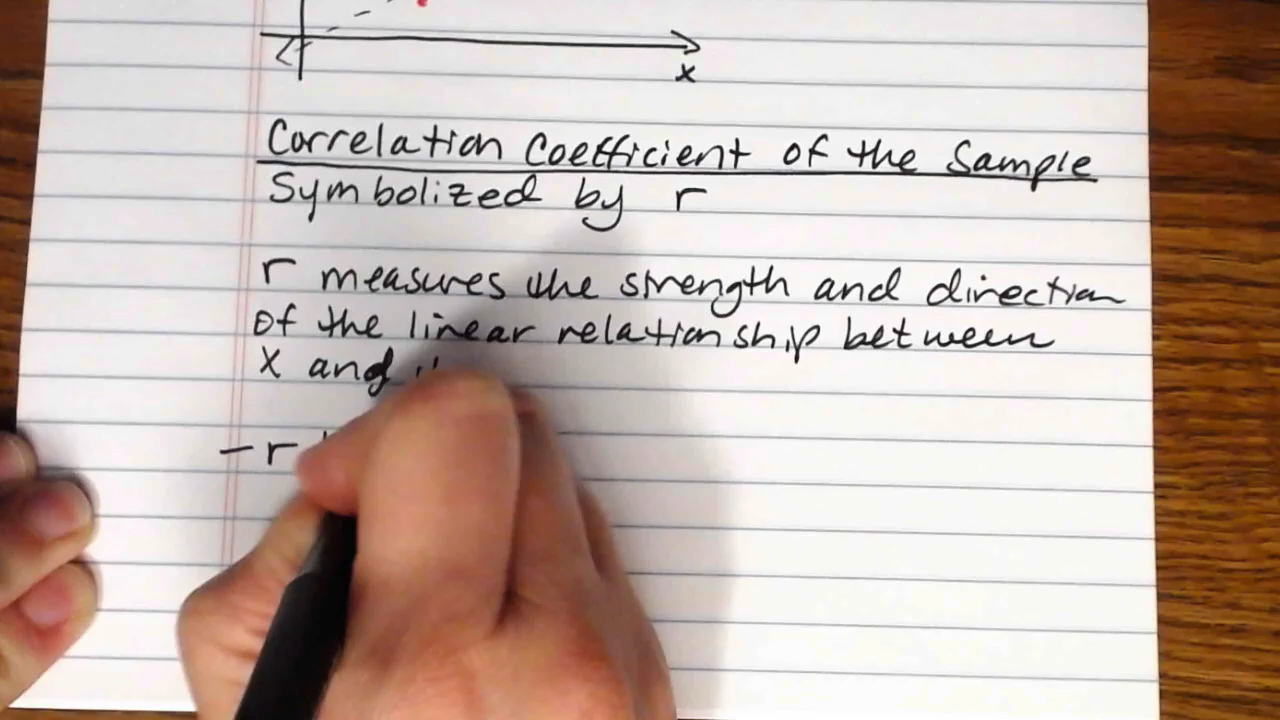 x
Correlation Coefficient of the Sample
Symbolized by r
r measures the strength and direction
of the linear relationship between
x and
- r